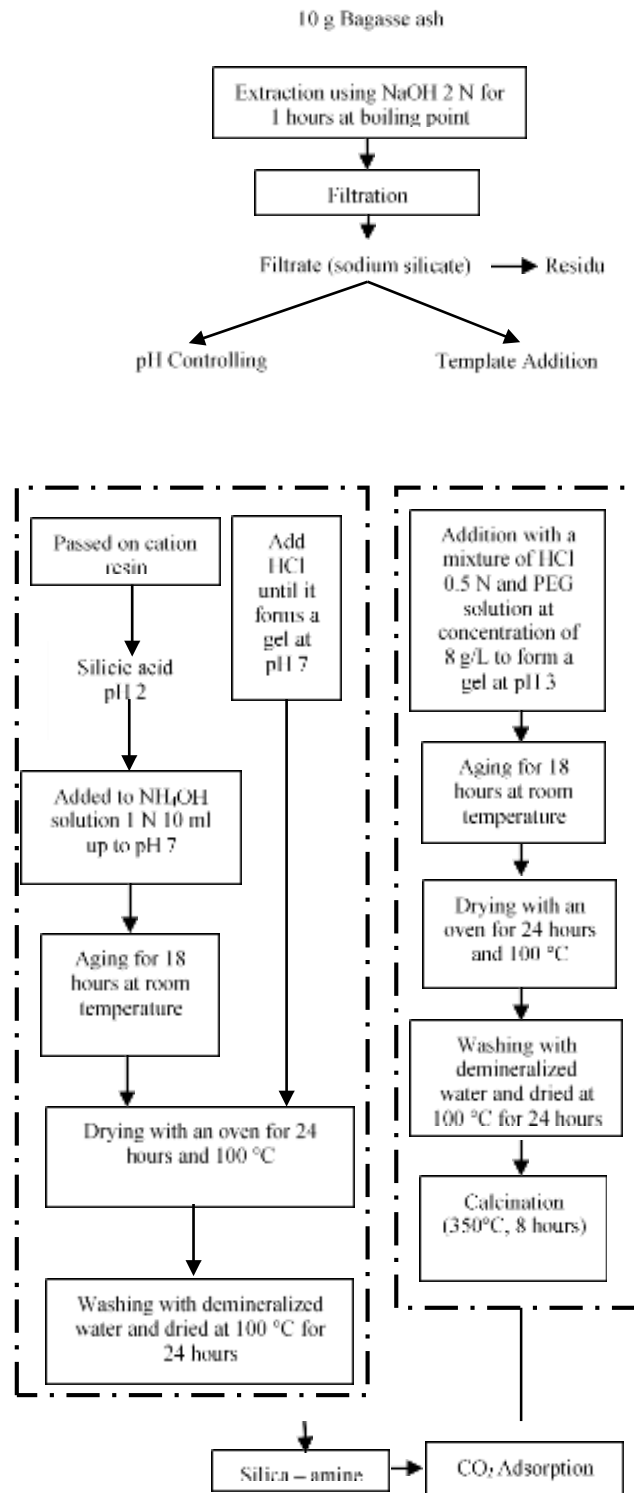 10 g Bagasse ash
Extraction using NaOH 2 N for
1 hours at boiling point
Filtration
Filtrate (sodium silicate)
Residu
pH Controlling
Template Addition
Passed on cation
resin
Silicic acid
pH 2
Added to NH₄OH
solution 1 N 10 ml
up to pH 7
Aging for 18
hours at room
temperature
Add
HCl
until it
forms a
gel at
pH 7
Drying with an oven for 24
hours and 100 °C
Washing with demineralized
water and dried at 100 °C for
24 hours
Addition with a
mixture of HCl
0.5 N and PEG
solution at
concentration of
8 g/L to form a
gel at pH 3
Aging for 18
hours at room
temperature
Drying with an
oven for 24 hours
and 100 °C
Washing with
demineralized
water and dried at
100 °C for 24 hours
Calcination
(350°C, 8 hours)
Silica – amine
CO₂ Adsorption